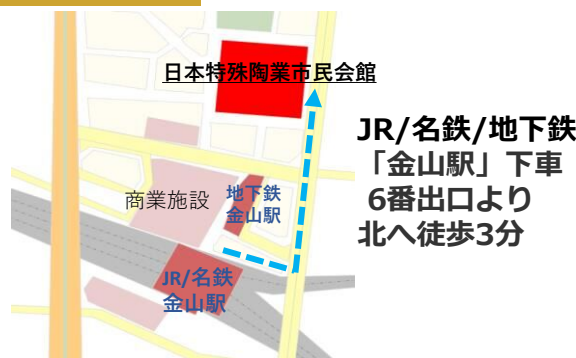 日本特殊陶業市民会館
JR/名鉄/地下鉄
「金山駅」下車
6番出口より
北へ徒歩3分
商業施設
地下鉄
金山駅
JR/名鉄
金山駅